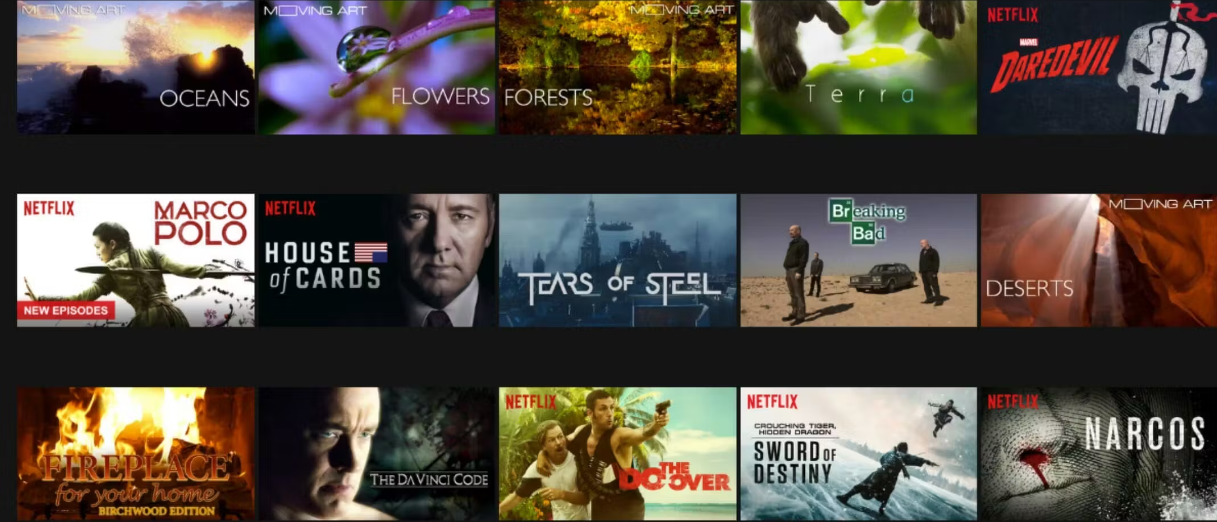 MOVING ART
OCEANS
MOVING ART
FLOWERS
MOVING ART
FORESTS
Terra
NETFLIX
MARVEL
DAREDEVIL
NETFLIX
MARCO
POLO
NEW EPISODES
NETFLIX
HOUSE
of CARDS
TEARS OF STEEL
Breaking
Bad
MOVING ART
DESERTS
FIREPLACE
for your home
BIRCHWOOD EDITION
THE DA VINCI CODE
NETFLIX
THE
DO OVER
NETFLIX
CROUCHING TIGER,
HIDDEN DRAGON
SWORD OF
DESTINY
NETFLIX
NARCOS